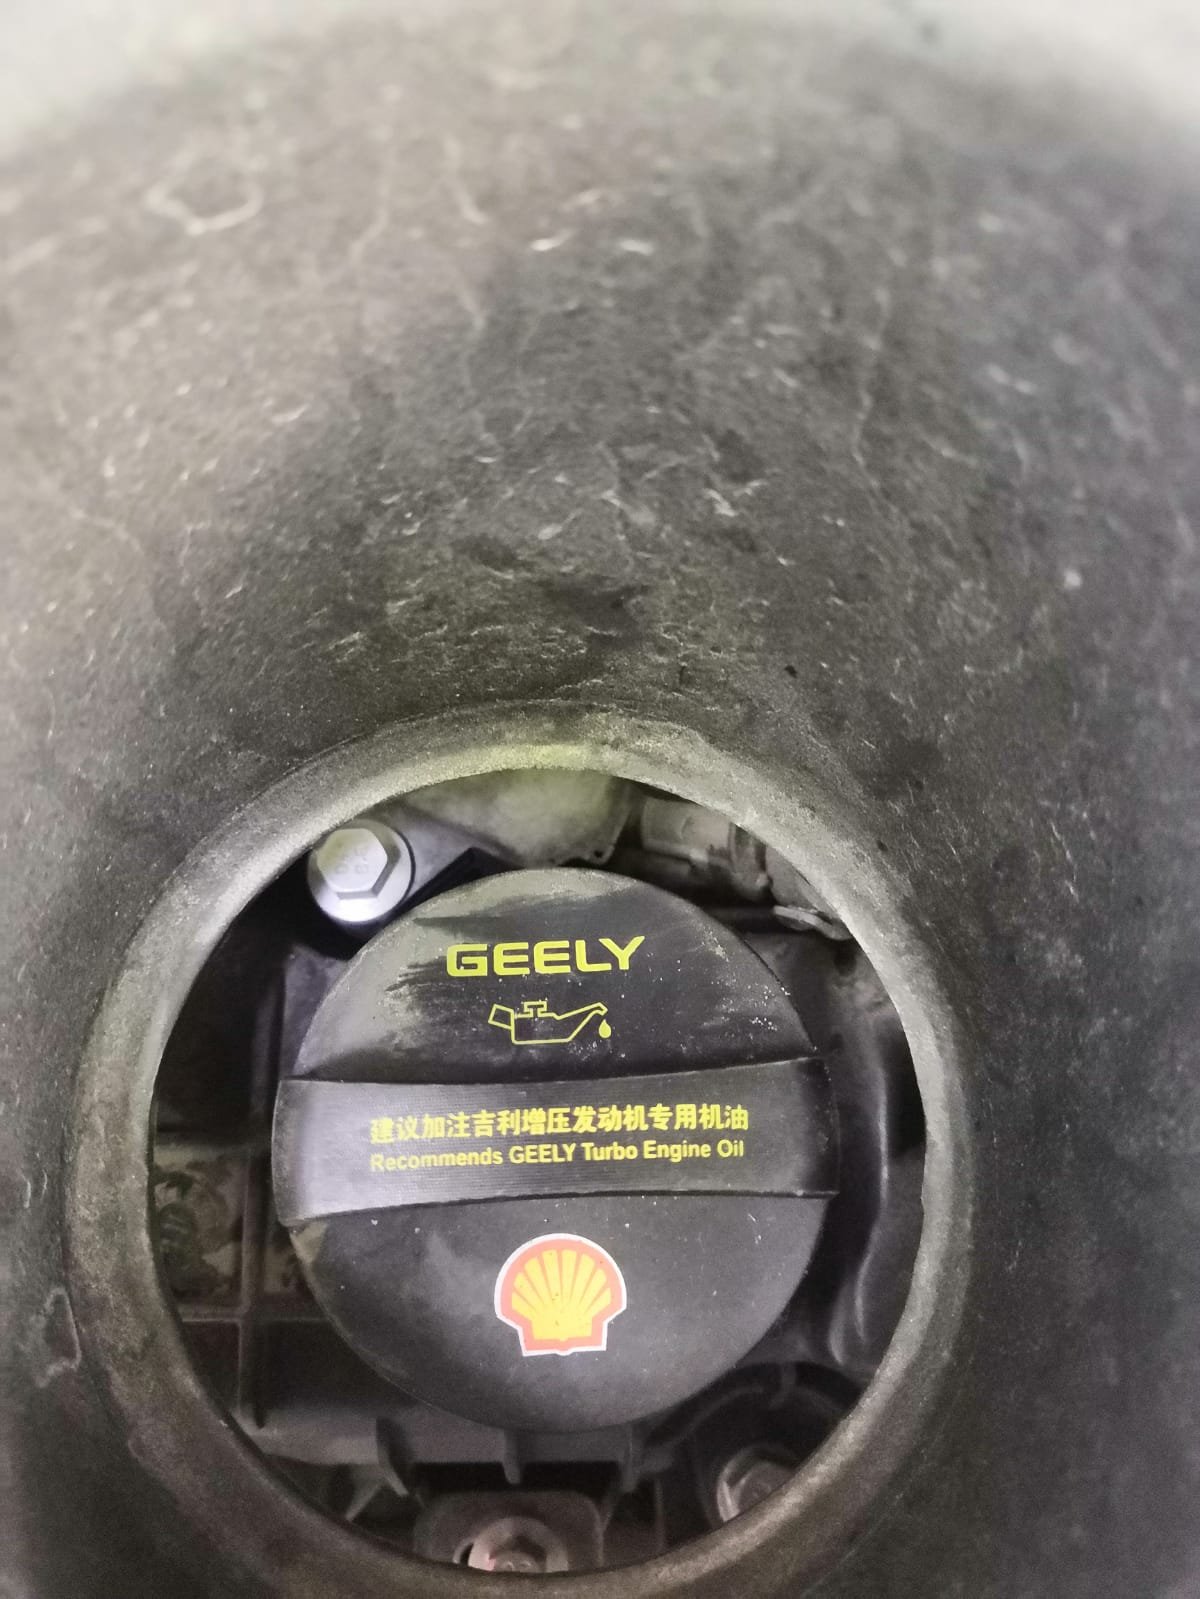 GEELY
建议加注吉利增压发动机专用机油
Recommends GEELY Turbo Engine Oil